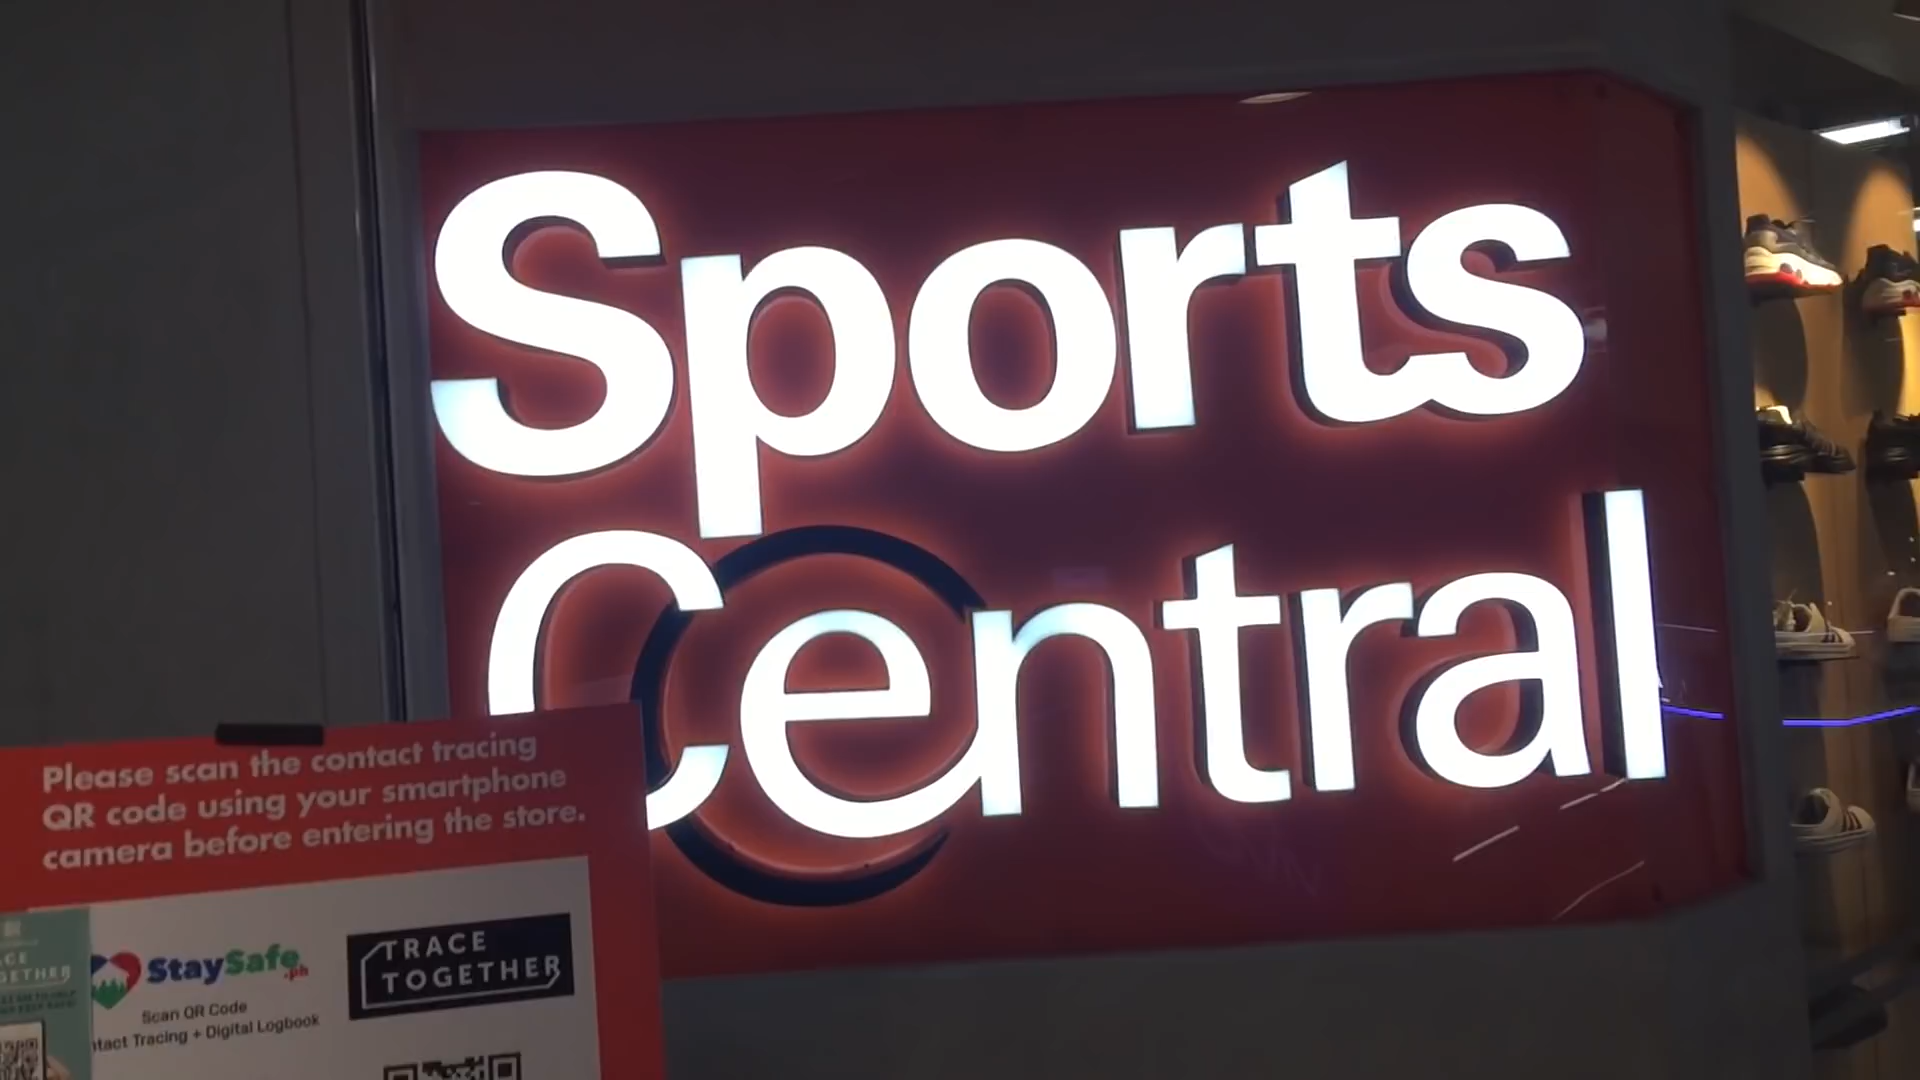 Sports
Central
Please scan the contact tracing
QR code using your smartphone
camera before entering the store.
StaySafe.ph
Scan QR Code
Tracing + Digital Logbook
TRACE
TOGETHER